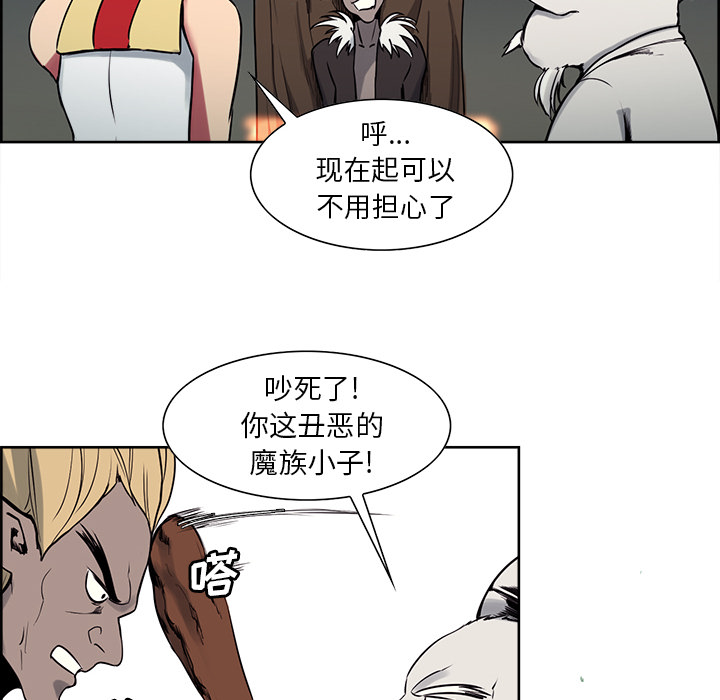 呼...
现在起可以
不用担心了
吵死了!
你这丑恶的
魔族小子!
嗒